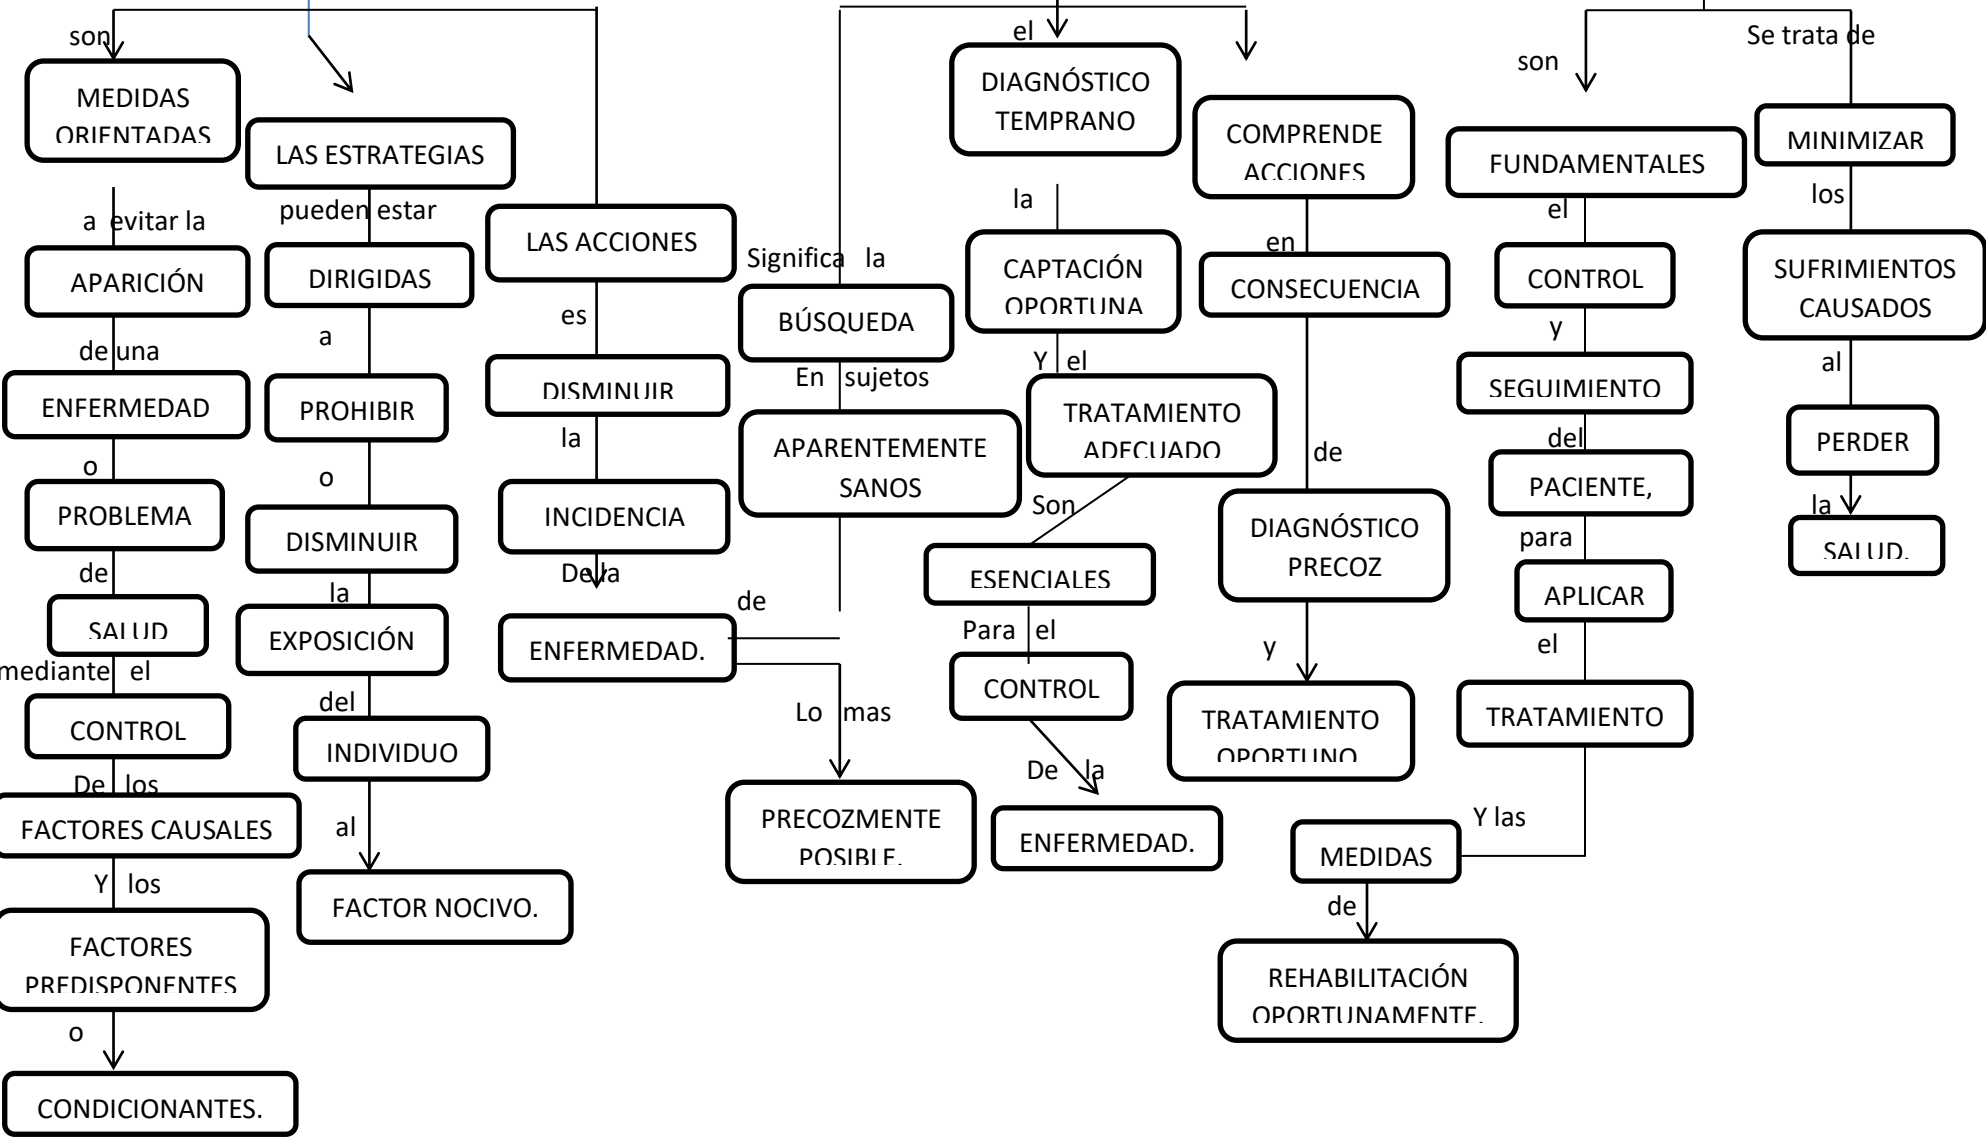 son
MEDIDAS
ORIENTADAS
a evitar la
APARICIÓN
de una
ENFERMEDAD
o
PROBLEMA
de
SALUD
mediante el
CONTROL
De los
FACTORES CAUSALES
Y los
FACTORES
PREDISPONENTES
o
CONDICIONANTES.
LAS ESTRATEGIAS
pueden estar
DIRIGIDAS
a
PROHIBIR
o
DISMINUIR
la
EXPOSICIÓN
del
INDIVIDUO
al
FACTOR NOCIVO.
LAS ACCIONES
es
DISMINUIR
la
INCIDENCIA
De la
ENFERMEDAD.
Significa la
BÚSQUEDA
En sujetos
APARENTEMENTE
SANOS
de
Lo mas
PRECOZMENTE
POSIBLE.
el
DIAGNÓSTICO
TEMPRANO
la
CAPTACIÓN
OPORTUNA
Y el
TRATAMIENTO
ADECUADO
Son
ESENCIALES
Para el
CONTROL
De la
ENFERMEDAD.
COMPRENDE
ACCIONES
en
CONSECUENCIA
de
DIAGNÓSTICO
PRECOZ
y
TRATAMIENTO
OPORTUNO
son
FUNDAMENTALES
el
CONTROL
y
SEGUIMIENTO
del
PACIENTE,
para
APLICAR
el
TRATAMIENTO
Y las
MEDIDAS
de
REHABILITACIÓN
OPORTUNAMENTE.
Se trata de
MINIMIZAR
los
SUFRIMIENTOS
CAUSADOS
al
PERDER
la
SALUD.